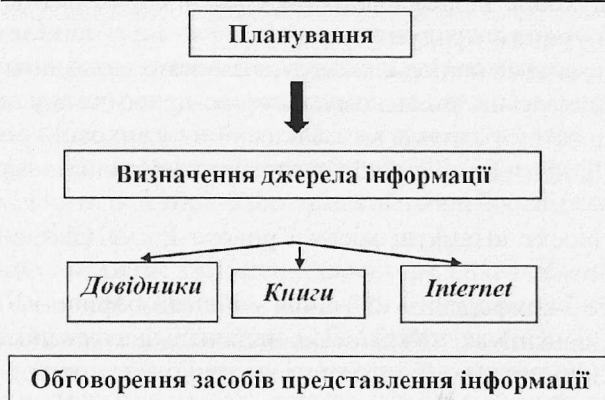 Планування
Визначення джерела інформації
Довідники Книги Internet
Обговорення засобів представлення інформації